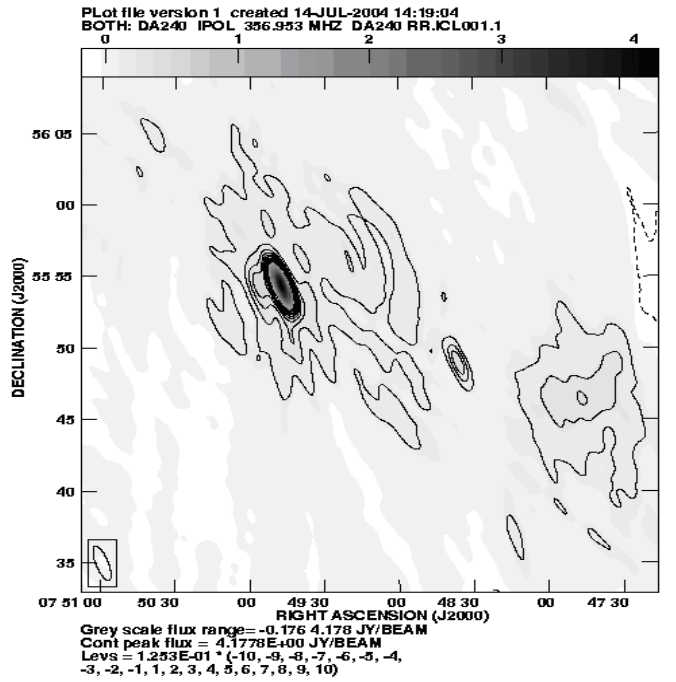 PLot file version 1 created 14-JUL-2004 14:19:04
BOTH: DA240 IPOL 356.953 MHZ DA240 RR.ICL001.1
0 1 2 3 4
56 05
00
55 55
50
45
40
35
DECLINATION (J2000)
07 51 00 50 30 00 49 30 00 48 30 00 47 30
RIGHT ASCENSION (J2000)
Grey scale flux range= -0.176 4.178 JY/BEAM
Cont peak flux = 4.1778E+00 JY/BEAM
Levs = 1.253E-01 * (-10, -9, -8, -7, -6, -5, -4,
-3, -2, -1, 1, 2, 3, 4, 5, 6, 7, 8, 9, 10)